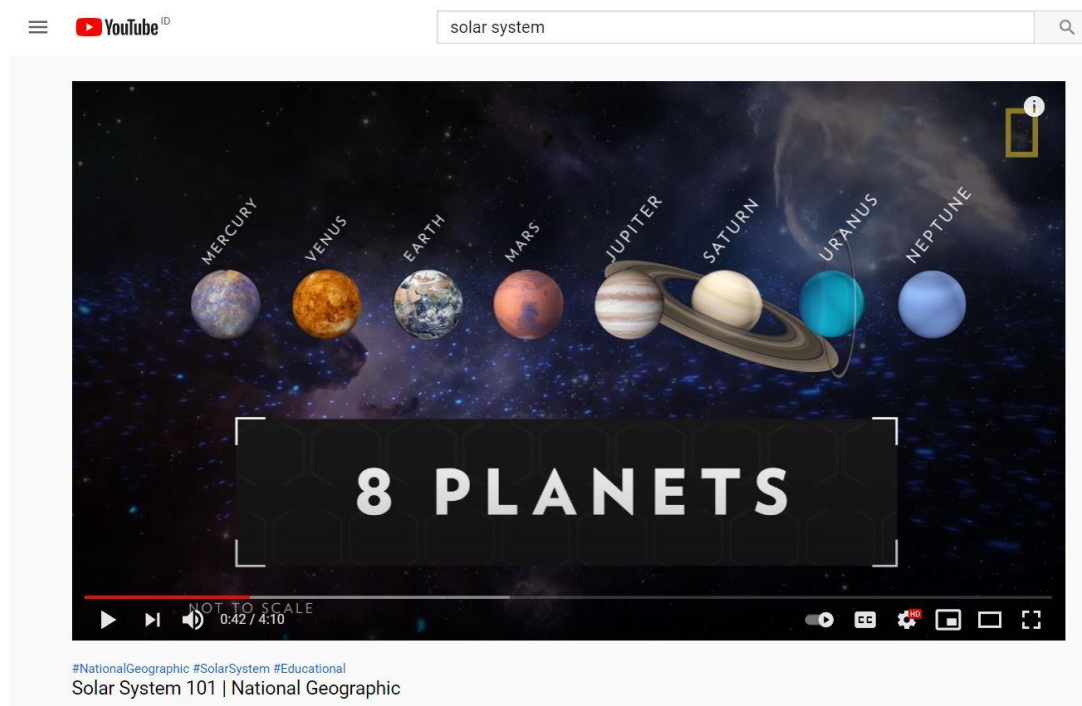 YouTube ID
solar system
MERCURY
VENUS
EARTH
MARS
JUPITER
SATURN
URANUS
NEPTUNE
8 PLANETS
NOT TO SCALE
0:42 / 4:10
CC
HD
#NationalGeographic #SolarSystem #Educational
Solar System 101 | National Geographic